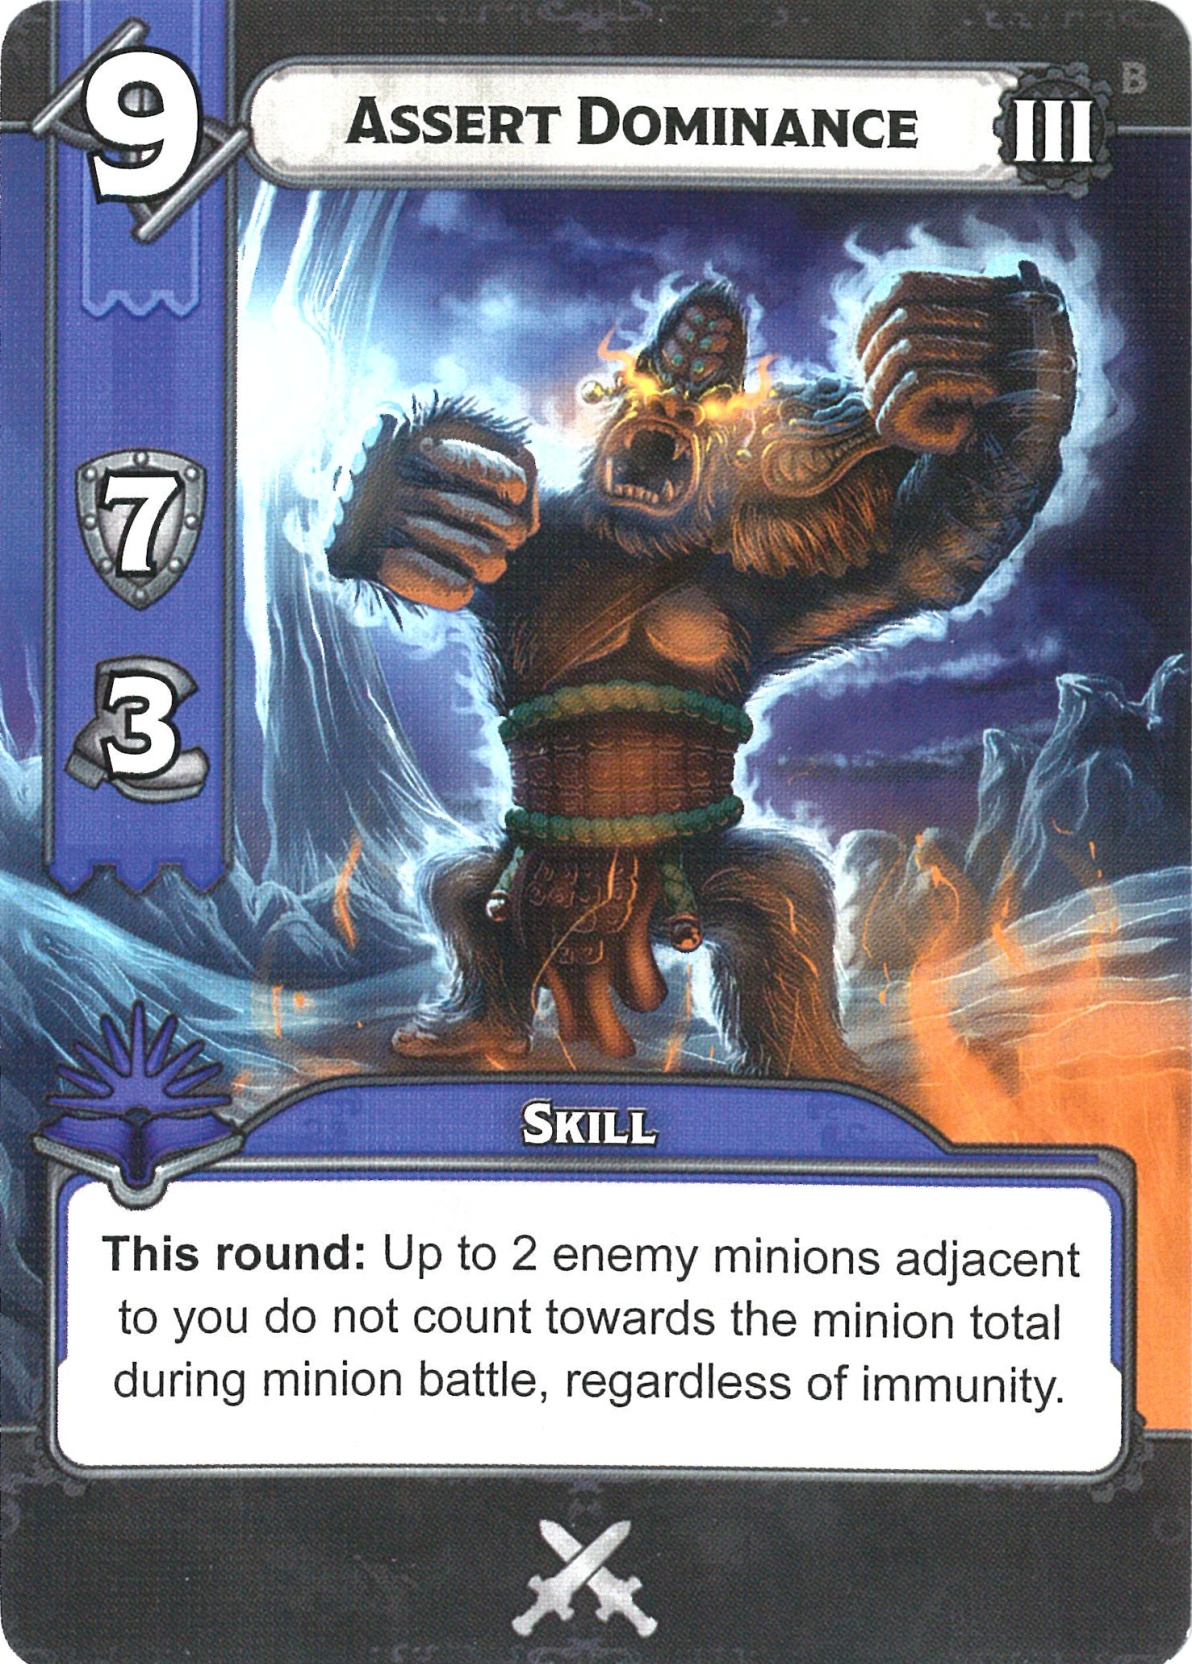 9
ASSERT DOMINANCE
III
B
7
3
SKILL
This round: Up to 2 enemy minions adjacent
to you do not count towards the minion total
during minion battle, regardless of immunity.